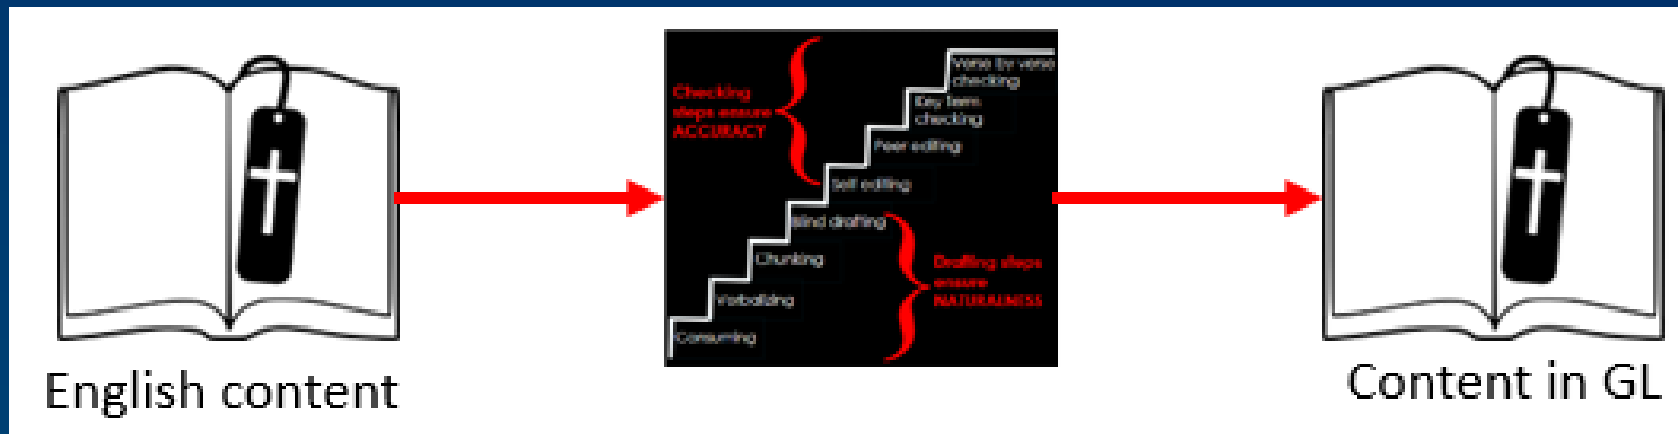 Verse by verse
checking
Key term
checking
Peer editing
Self editing
Blind drafting
Chunking
Verbalizing
Consuming
Checking
steps ensure
ACCURACY
Drafting steps
ensure
NATURALNESS
English content
Content in GL